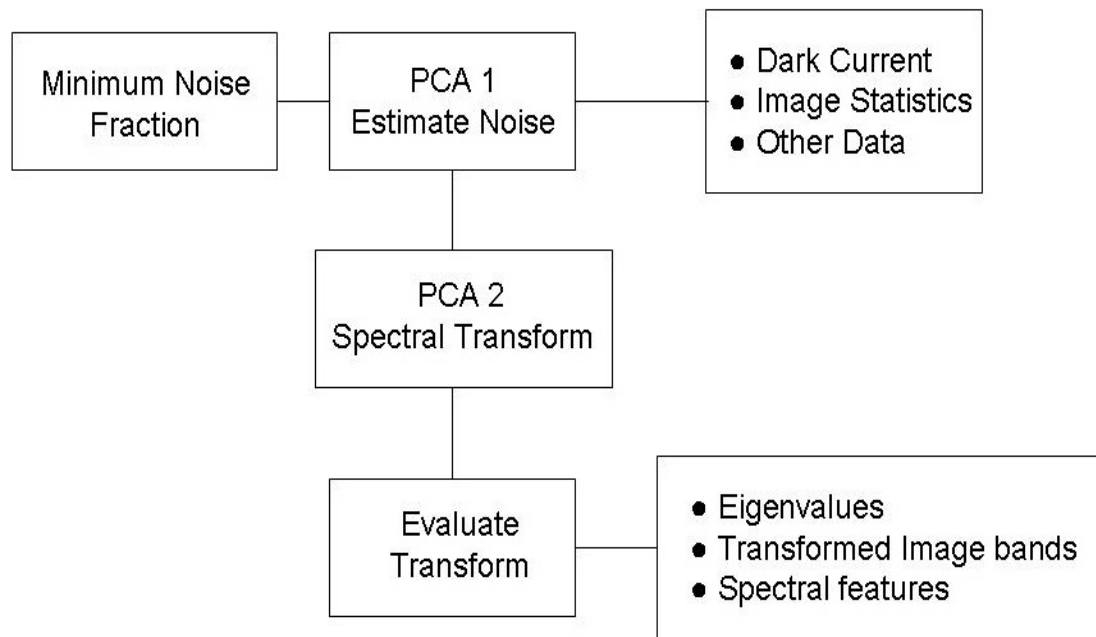 Minimum Noise
Fraction
PCA 1
Estimate Noise
● Dark Current
● Image Statistics
● Other Data
PCA 2
Spectral Transform
Evaluate
Transform
● Eigenvalues
● Transformed Image bands
● Spectral features